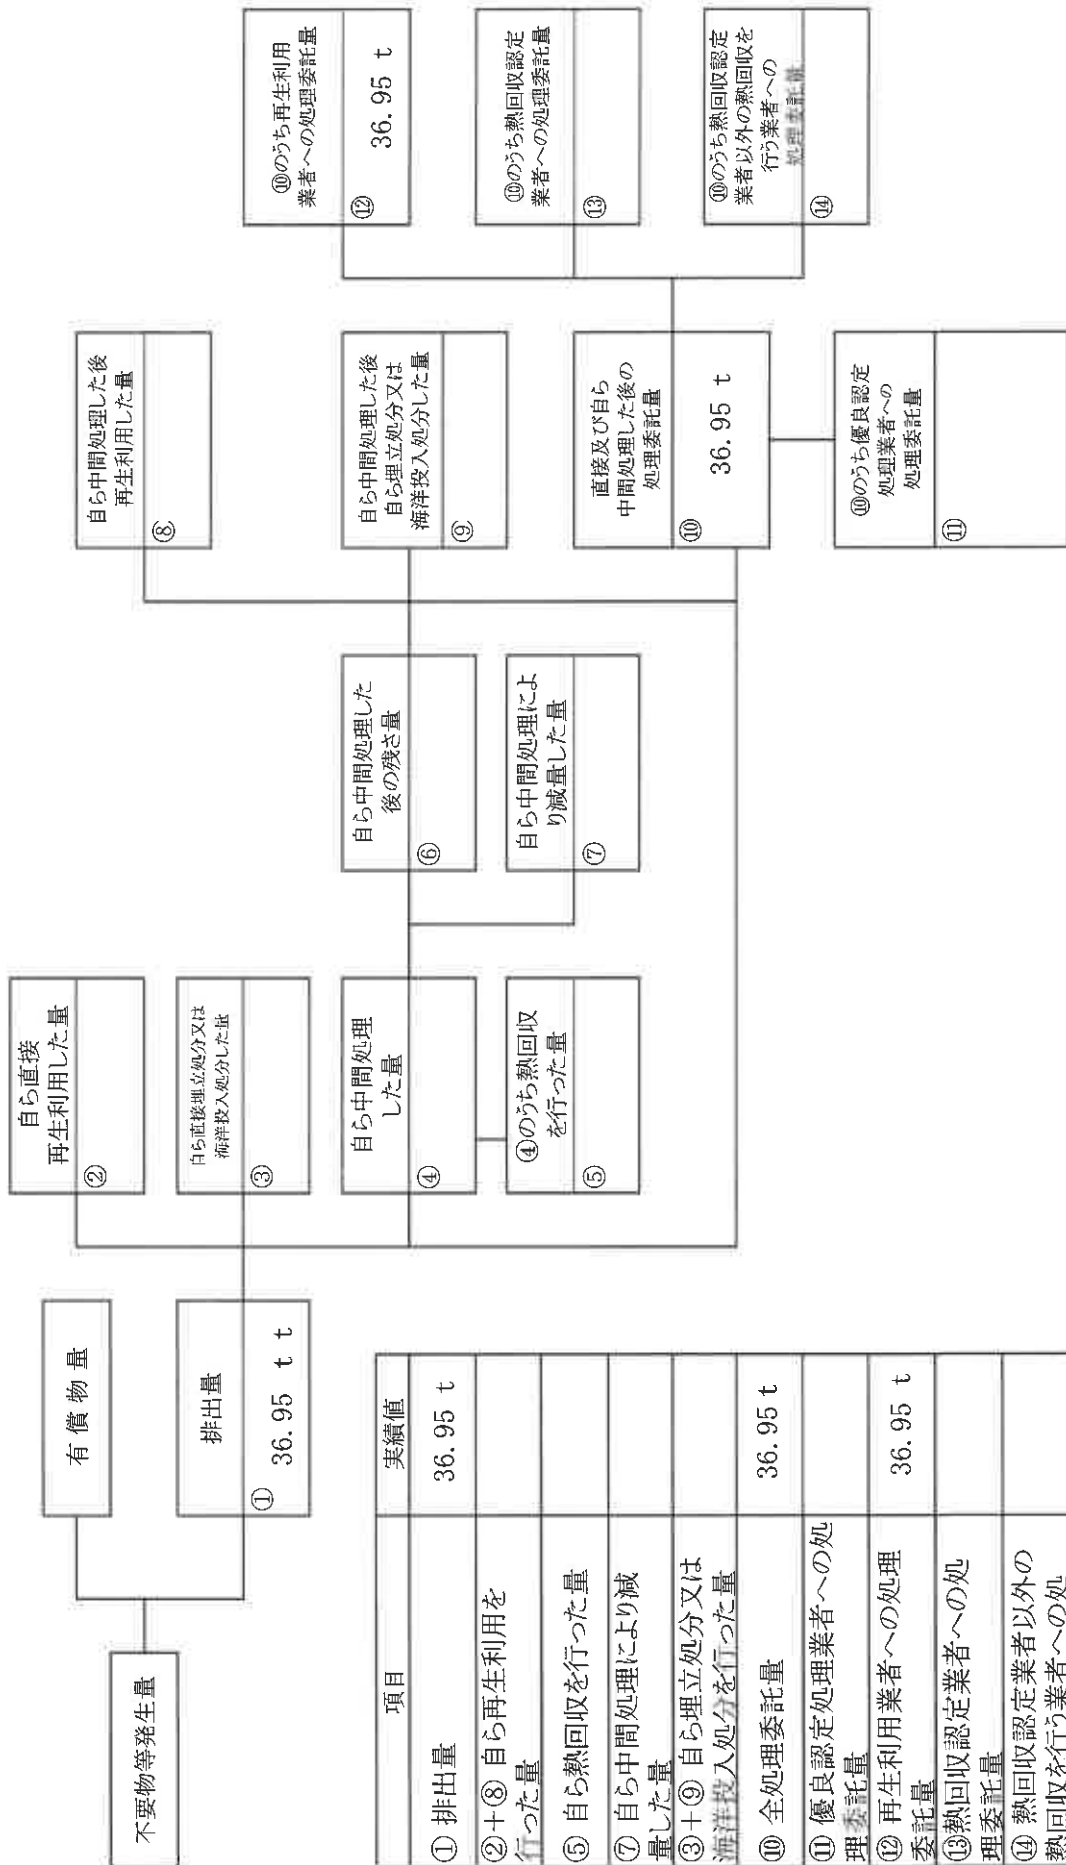 不要物等発生量
有 償 物 量
排出量
①
36.95 t t
自ら直接
再生利用した量
②
自ら直接埋立処分又は
海洋投入処分した量
③
自ら中間処理
した量
④
④のうち熱回収
を行った量
⑤
自ら中間処理した
後の残さ量
⑥
自ら中間処理によ
り減量した量
⑦
自ら中間処理した後
再生利用した量
⑧
自ら中間処理した後
自ら埋立処分又は
海洋投入処分した量
⑨
直接及び自ら
中間処理した後の
処理委託量
⑩
36.95 t
⑩のうち優良認定
処理業者への
処理委託量
⑪
⑩のうち再生利用
業者への処理委託量
⑫
36.95 t
⑩のうち熱回収認定
業者への処理委託量
⑬
⑩のうち熱回収認定
業者以外の熱回収を
行う業者への
処理委託量
⑭
項目 実績値
① 排出量 36.95 t
②+⑧ 自ら再生利用を
行った量
⑤ 自ら熱回収を行った量
⑦ 自ら中間処理により減
量した量
③+⑨ 自ら埋立処分又は
海洋投入処分を行った量
⑩ 全処理委託量 36.95 t
⑪ 優良認定処理業者への処
理委託量
⑫ 再生利用業者への処理
委託量 36.95 t
⑬熱回収認定業者への処
理委託量
⑭ 熱回収認定業者以外の
熱回収を行う業者への処